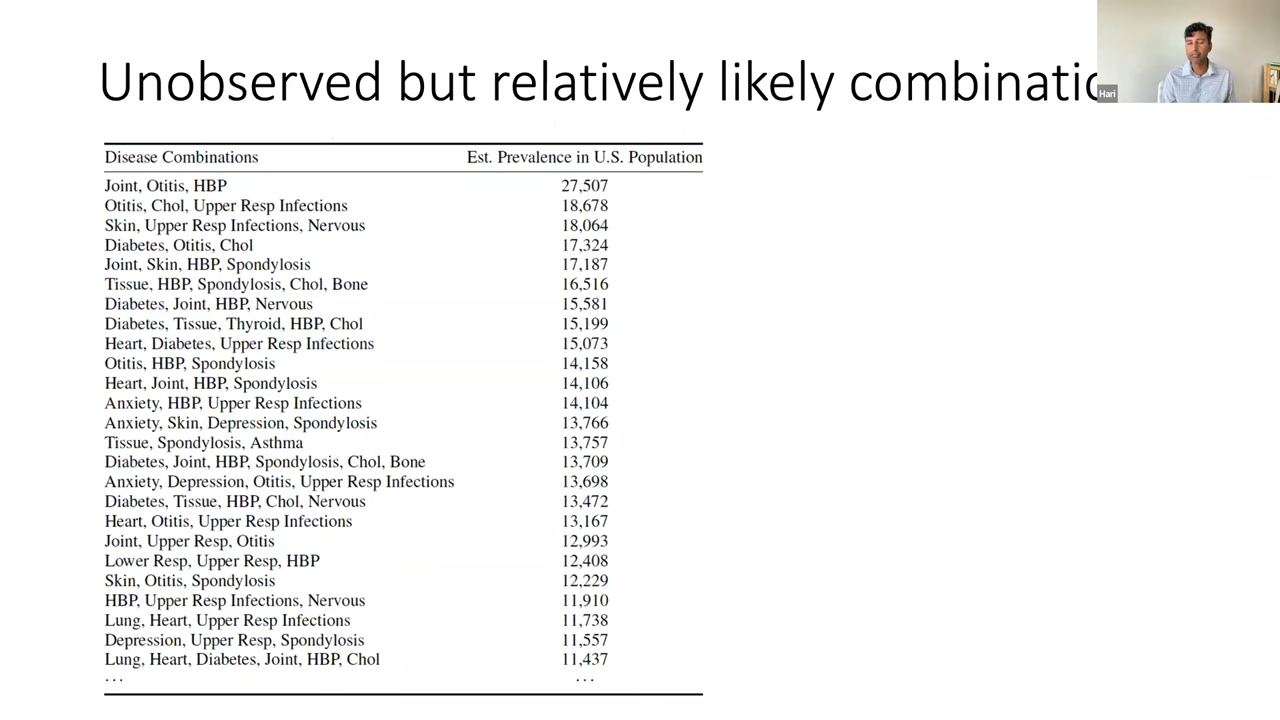 Unobserved but relatively likely combinatio
Hari
Disease Combinations Est. Prevalence in U.S. Population
Joint, Otitis, HBP 27,507
Otitis, Chol, Upper Resp Infections 18,678
Skin, Upper Resp Infections, Nervous 18,064
Diabetes, Otitis, Chol 17,324
Joint, Skin, HBP, Spondylosis 17,187
Tissue, HBP, Spondylosis, Chol, Bone 16,516
Diabetes, Joint, HBP, Nervous 15,581
Diabetes, Tissue, Thyroid, HBP, Chol 15,199
Heart, Diabetes, Upper Resp Infections 15,073
Otitis, HBP, Spondylosis 14,158
Heart, Joint, HBP, Spondylosis 14,106
Anxiety, HBP, Upper Resp Infections 14,104
Anxiety, Skin, Depression, Spondylosis 13,766
Tissue, Spondylosis, Asthma 13,757
Diabetes, Joint, HBP, Spondylosis, Chol, Bone 13,709
Anxiety, Depression, Otitis, Upper Resp Infections 13,698
Diabetes, Tissue, HBP, Chol, Nervous 13,472
Heart, Otitis, Upper Resp Infections 13,167
Joint, Upper Resp, Otitis 12,993
Lower Resp, Upper Resp, HBP 12,408
Skin, Otitis, Spondylosis 12,229
HBP, Upper Resp Infections, Nervous 11,910
Lung, Heart, Upper Resp Infections 11,738
Depression, Upper Resp, Spondylosis 11,557
Lung, Heart, Diabetes, Joint, HBP, Chol 11,437
... ...